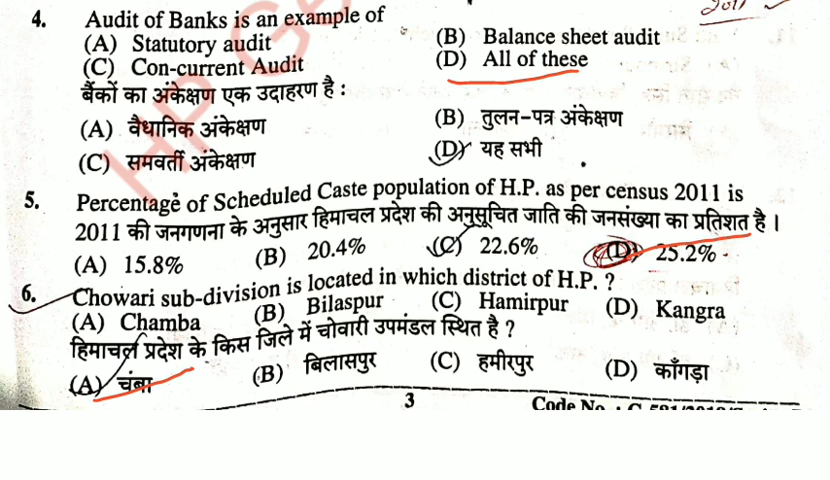 2011
4. Audit of Banks is an example of
(A) Statutory audit (B) Balance sheet audit
(C) Con-current Audit (D) All of these
बैंकों का अंकेक्षण एक उदाहरण है :
(A) वैधानिक अंकेक्षण (B) तुलन-पत्र अंकेक्षण
(C) समवर्ती अंकेक्षण (D) यह सभी
5. Percentage of Scheduled Caste population of H.P. as per census 2011 is
2011 की जनगणना के अनुसार हिमाचल प्रदेश की अनुसूचित जाति की जनसंख्या का प्रतिशत है ।
(A) 15.8% (B) 20.4% (C) 22.6% (D) 25.2%
6. Chowari sub-division is located in which district of H.P. ?
(A) Chamba (B) Bilaspur (C) Hamirpur (D) Kangra
हिमाचल प्रदेश के किस जिले में चोवारी उपमंडल स्थित है ?
(A) चंबा (B) बिलासपुर (C) हमीरपुर (D) काँगड़ा
3 Code No. :